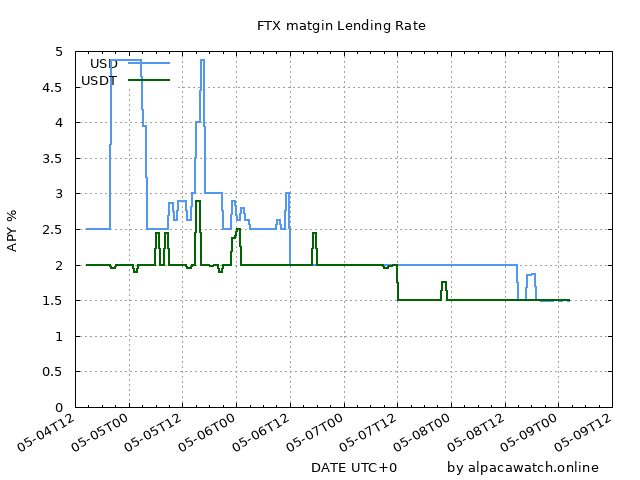 FTX matgin Lending Rate
USD
USDT
APY %
5
4.5
4
3.5
3
2.5
2
1.5
1
0.5
0
05-04T12
05-05T00
05-05T12
05-06T00
05-06T12
05-07T00
05-07T12
05-08T00
05-08T12
05-09T00
05-09T12
DATE UTC+0
by alpacawatch.online